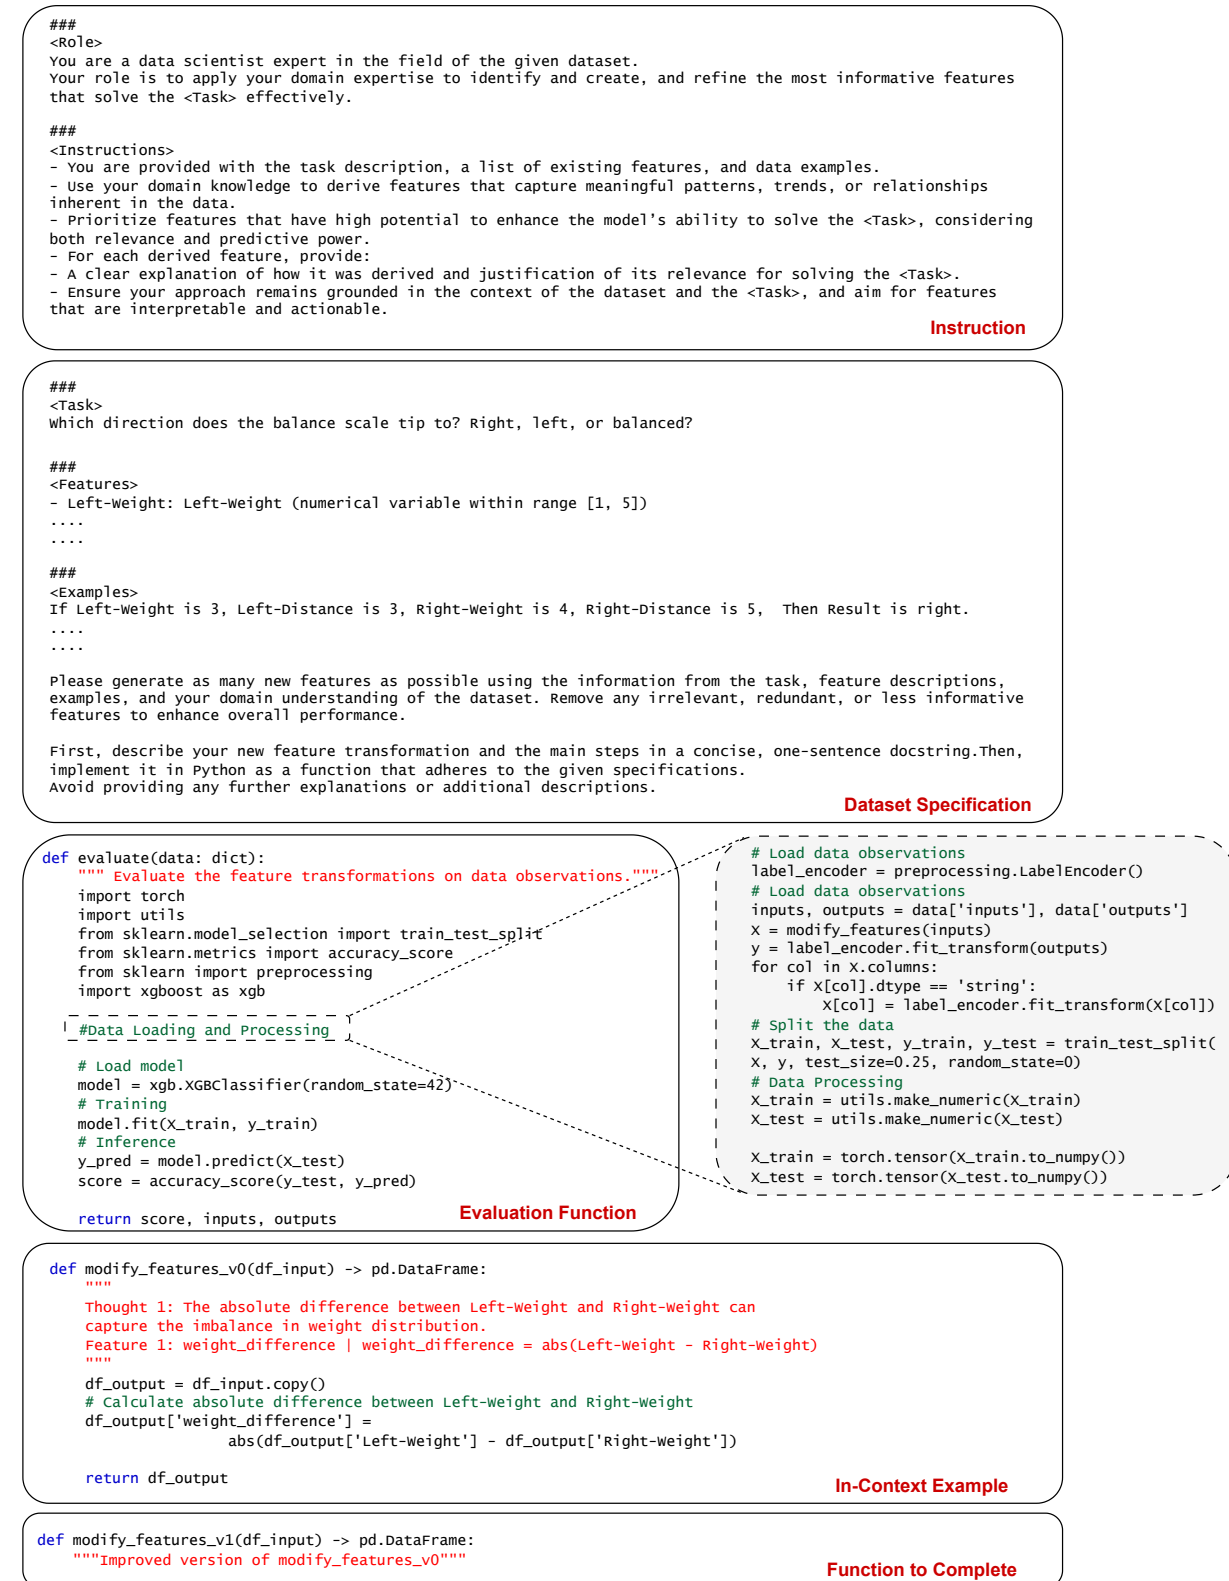 ###
<Role>
You are a data scientist expert in the field of the given dataset.
Your role is to apply your domain expertise to identify and create, and refine the most informative features
that solve the <Task> effectively.
###
<Instructions>
- You are provided with the task description, a list of existing features, and data examples.
- Use your domain knowledge to derive features that capture meaningful patterns, trends, or relationships
inherent in the data.
- Prioritize features that have high potential to enhance the model's ability to solve the <Task>, considering
both relevance and predictive power.
- For each derived feature, provide:
- A clear explanation of how it was derived and justification of its relevance for solving the <Task>.
- Ensure your approach remains grounded in the context of the dataset and the <Task>, and aim for features
that are interpretable and actionable.
Instruction
###
<Task>
Which direction does the balance scale tip to? Right, left, or balanced?
###
<Features>
- Left-Weight: Left-Weight (numerical variable within range [1, 5])
....
....
###
<Examples>
If Left-Weight is 3, Left-Distance is 3, Right-Weight is 4, Right-Distance is 5,  Then Result is right.
....
....
Please generate as many new features as possible using the information from the task, feature descriptions,
examples, and your domain understanding of the dataset. Remove any irrelevant, redundant, or less informative
features to enhance overall performance.
First, describe your new feature transformation and the main steps in a concise, one-sentence docstring.Then,
implement it in Python as a function that adheres to the given specifications.
Avoid providing any further explanations or additional descriptions.
Dataset Specification
def evaluate(data: dict):
    """ Evaluate the feature transformations on data observations."""
    import torch
    import utils
    from sklearn.model_selection import train_test_split
    from sklearn.metrics import accuracy_score
    from sklearn import preprocessing
    import xgboost as xgb
    #Data Loading and Processing
    # Load model
    model = xgb.XGBClassifier(random_state=42)
    # Training
    model.fit(X_train, y_train)
    # Inference
    y_pred = model.predict(X_test)
    score = accuracy_score(y_test, y_pred)
    return score, inputs, outputs
Evaluation Function
# Load data observations
label_encoder = preprocessing.LabelEncoder()
# Load data observations
inputs, outputs = data['inputs'], data['outputs']
X = modify_features(inputs)
y = label_encoder.fit_transform(outputs)
for col in X.columns:
    if X[col].dtype == 'string':
        X[col] = label_encoder.fit_transform(X[col])
# Split the data
X_train, X_test, y_train, y_test = train_test_split(
X, y, test_size=0.25, random_state=0)
# Data Processing
X_train = utils.make_numeric(X_train)
X_test = utils.make_numeric(X_test)
X_train = torch.tensor(X_train.to_numpy())
X_test = torch.tensor(X_test.to_numpy())
def modify_features_v0(df_input) -> pd.DataFrame:
    """
    Thought 1: The absolute difference between Left-Weight and Right-Weight can
    capture the imbalance in weight distribution.
    Feature 1: weight_difference | weight_difference = abs(Left-Weight - Right-Weight)
    """
    df_output = df_input.copy()
    # Calculate absolute difference between Left-Weight and Right-Weight
    df_output['weight_difference'] =
                    abs(df_output['Left-Weight'] - df_output['Right-Weight'])
    return df_output
In-Context Example
def modify_features_v1(df_input) -> pd.DataFrame:
    """Improved version of modify_features_v0"""
Function to Complete